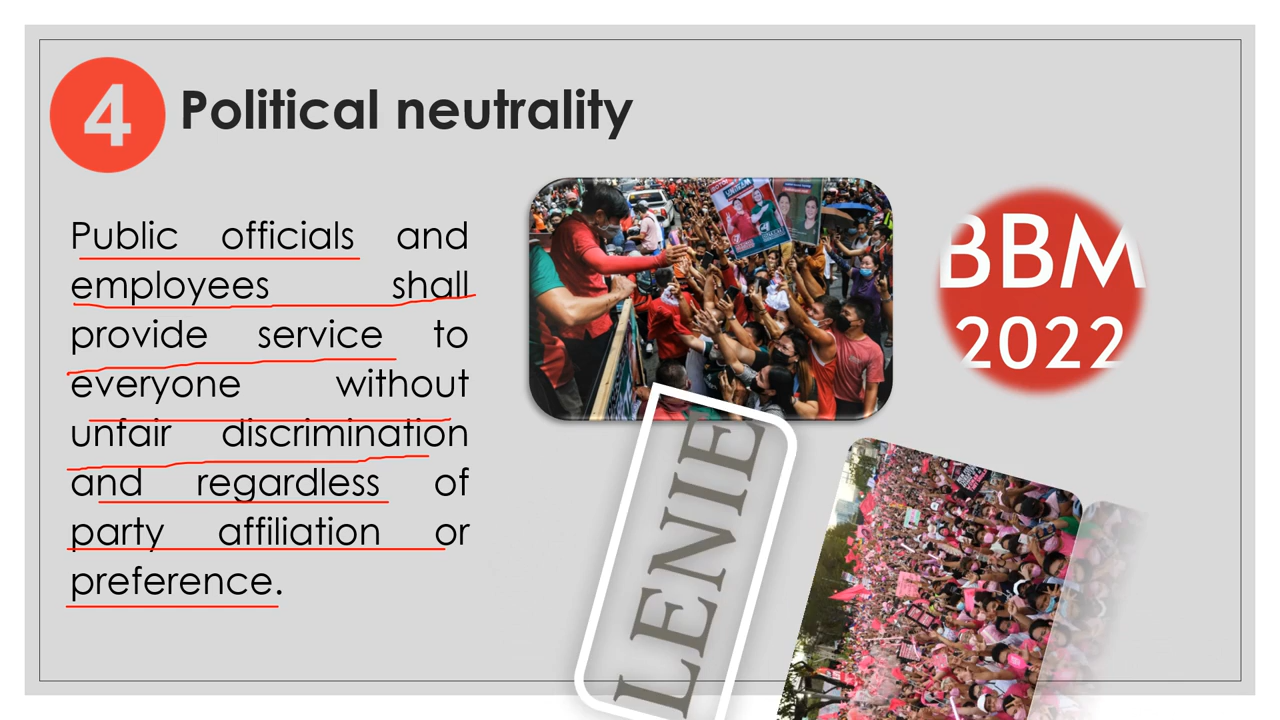 4 Political neutrality
Public officials and
employees shall
provide service to
everyone without
unfair discrimination
and regardless of
party affiliation or
preference.
BBM
2022
LENIE